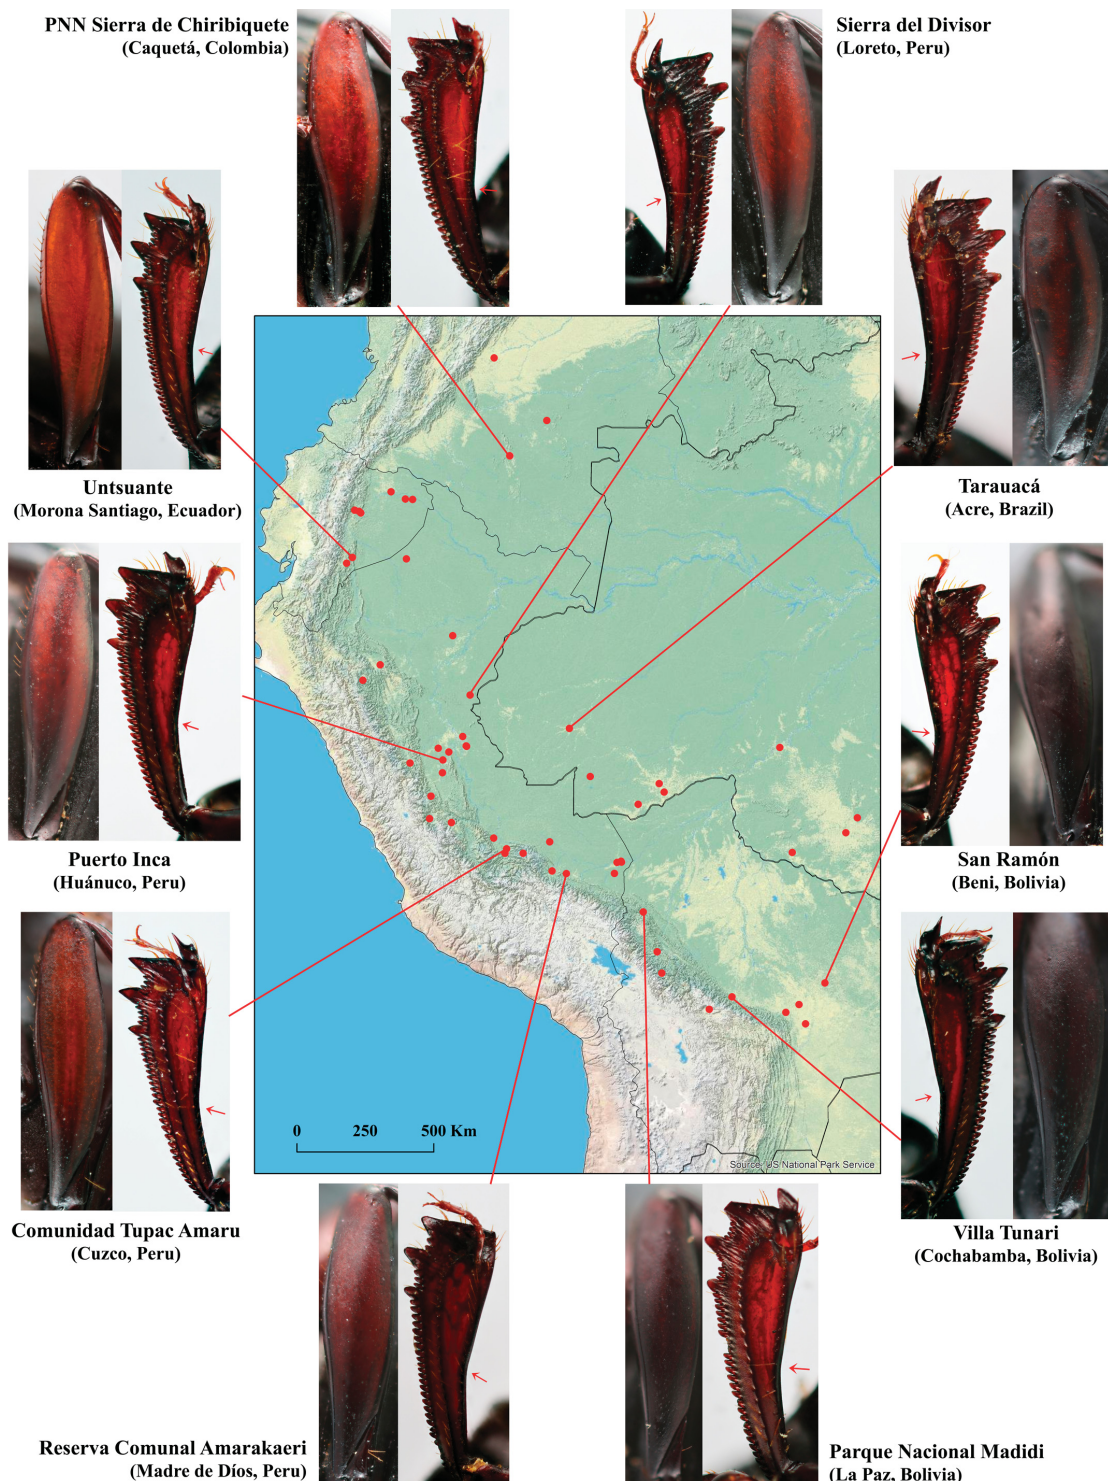 PNN Sierra de Chiribiquete
(Caquetá, Colombia)
Sierra del Divisor
(Loreto, Peru)
Untsuante
(Morona Santiago, Ecuador)
Tarauacá
(Acre, Brazil)
Puerto Inca
(Huánuco, Peru)
San Ramón
(Beni, Bolivia)
0 250 500 Km
Source: US National Park Service
Comunidad Tupac Amaru
(Cuzco, Peru)
Villa Tunari
(Cochabamba, Bolivia)
Reserva Comunal Amarakaeri
(Madre de Díos, Peru)
Parque Nacional Madidi
(La Paz, Bolivia)